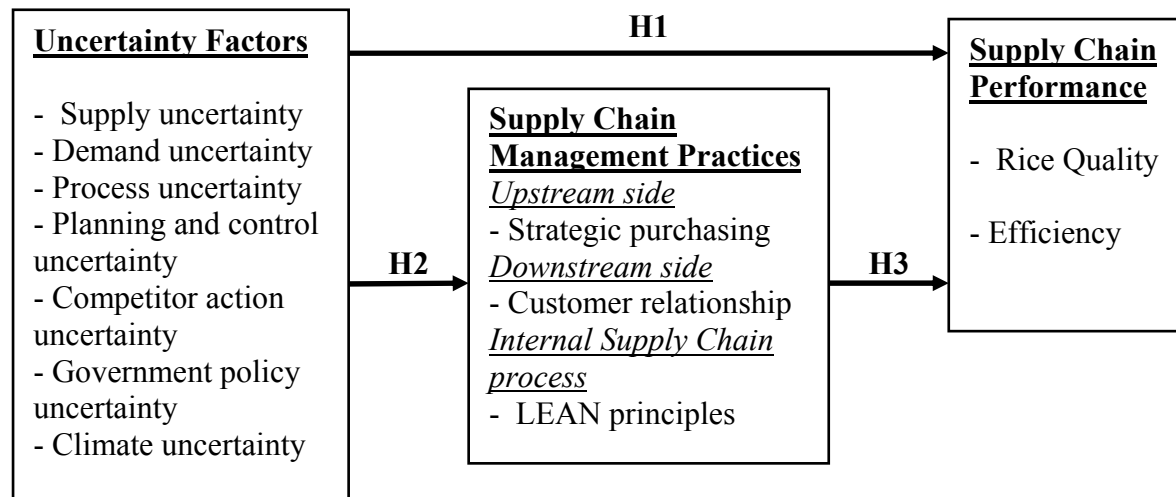 Uncertainty Factors
- Supply uncertainty
- Demand uncertainty
- Process uncertainty
- Planning and control
uncertainty
- Competitor action
uncertainty
- Government policy
uncertainty
- Climate uncertainty
H1
H2
Supply Chain
Management Practices
Upstream side
- Strategic purchasing
Downstream side
- Customer relationship
Internal Supply Chain
process
- LEAN principles
H3
Supply Chain
Performance
- Rice Quality
- Efficiency